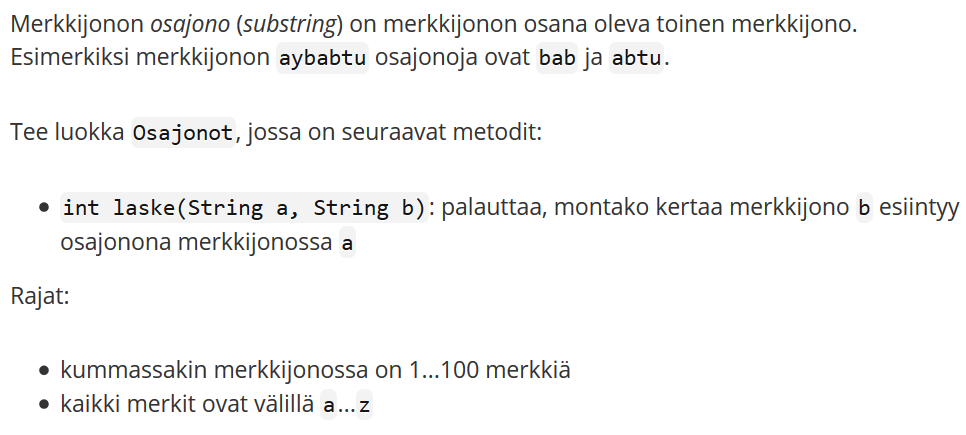 Merkkijonon osajono (substring) on merkkijonon osana oleva toinen merkkijono.
Esimerkiksi merkkijonon aybabtu osajonoja ovat bab ja abtu.
Tee luokka Osajonot, jossa on seuraavat metodit:
• int laske(String a, String b): palauttaa, montako kertaa merkkijono b esiintyy
osajonona merkkijonossa a
Rajat:
• kummassakin merkkijonossa on 1...100 merkkiä
• kaikki merkit ovat välillä a...z